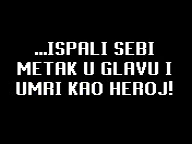 ...ISPALI SEBI
METAK U GLAVU I
UMRI KAO HEROJ!